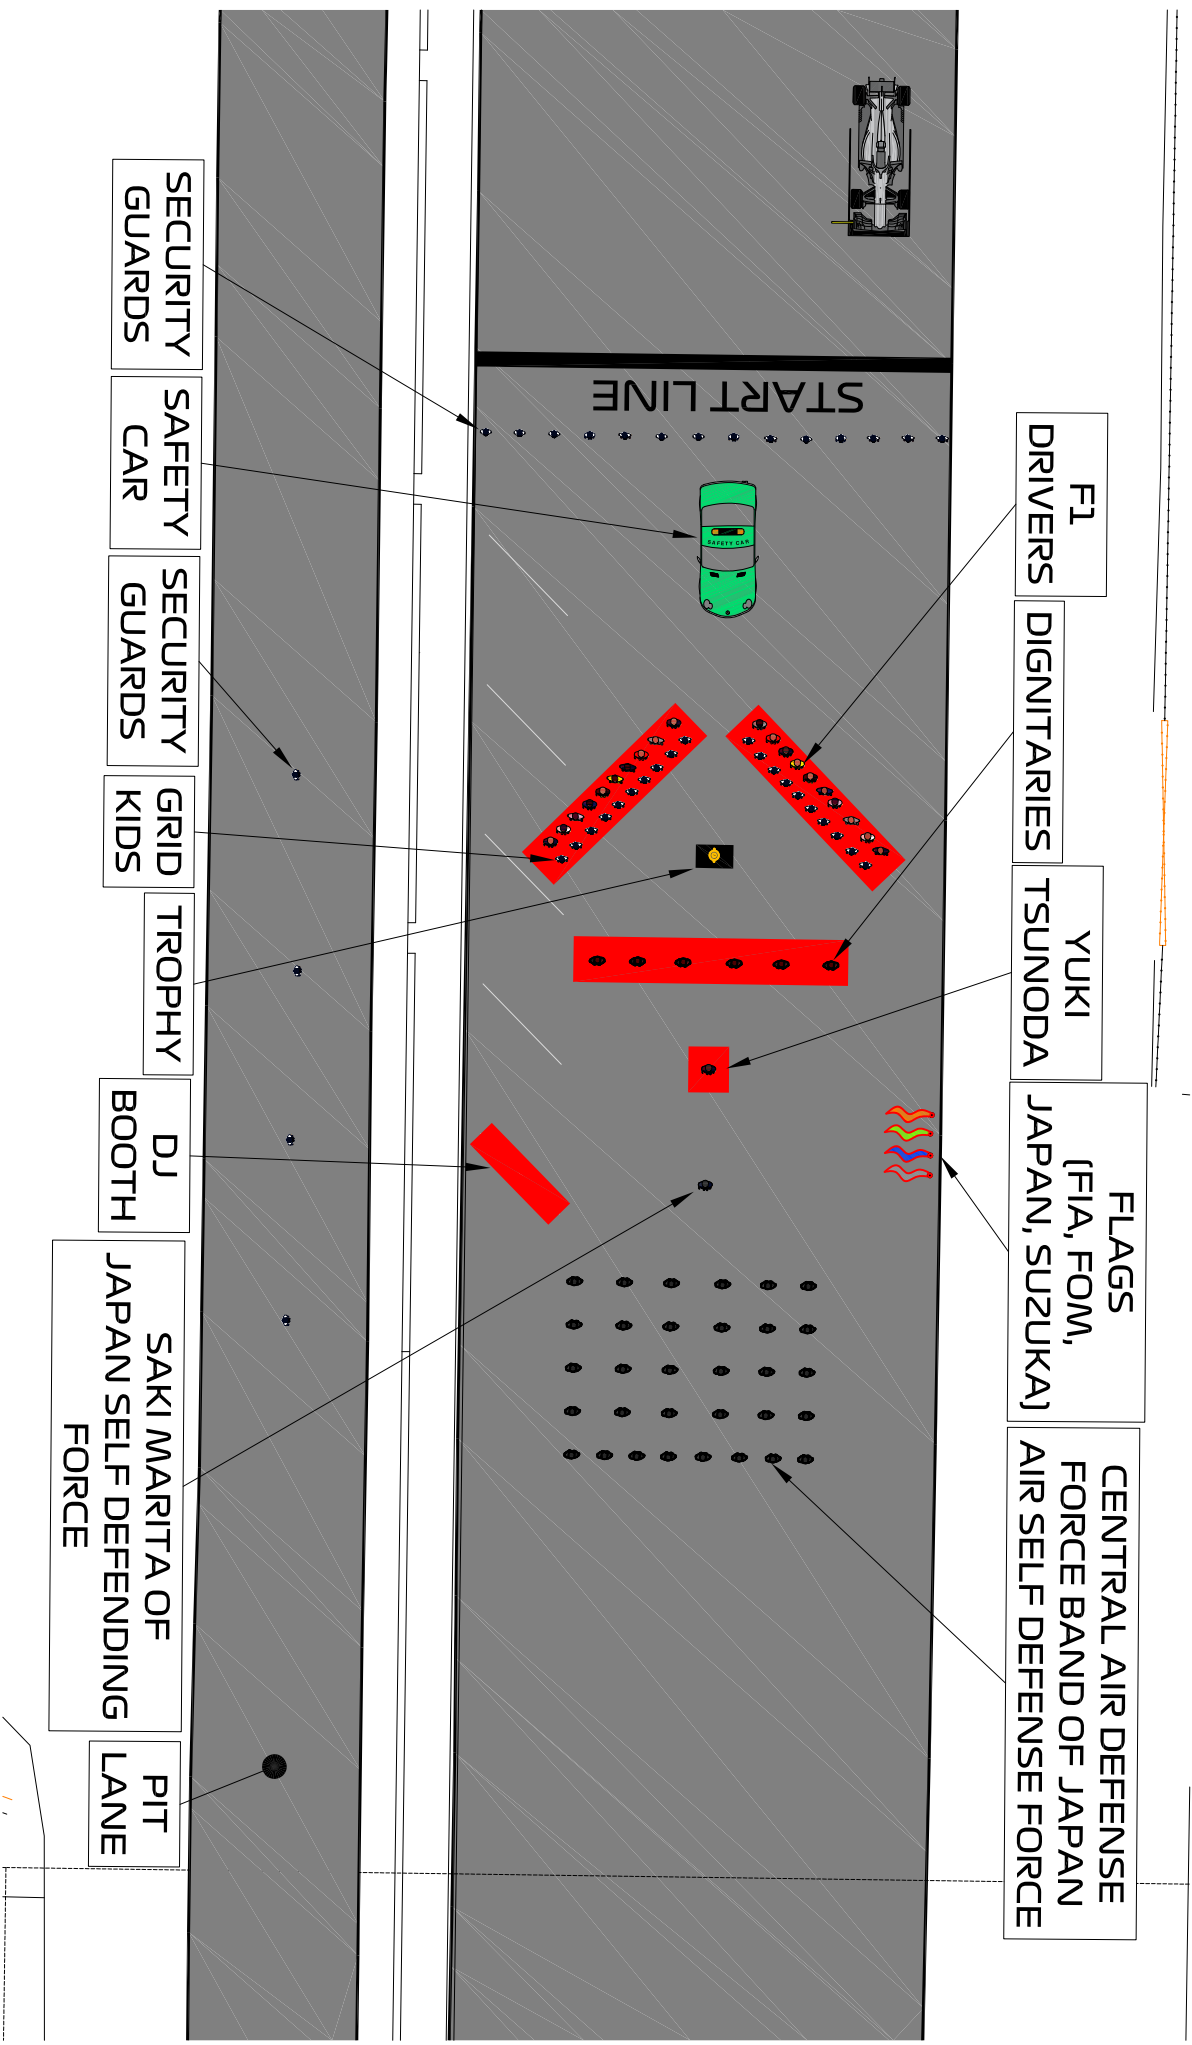 SECURITY
GUARDS
SAFETY
CAR
SECURITY
GUARDS
GRID
KIDS
TROPHY
DJ
BOOTH
SAKI MARITA OF
JAPAN SELF DEFENDING
FORCE
PIT
LANE
START LINE
SAFETY CAR
F1
DRIVERS
DIGNITARIES
YUKI
TSUNODA
FLAGS
(FIA, FOM,
JAPAN, SUZUKA)
CENTRAL AIR DEFENSE
FORCE BAND OF JAPAN
AIR SELF DEFENSE FORCE